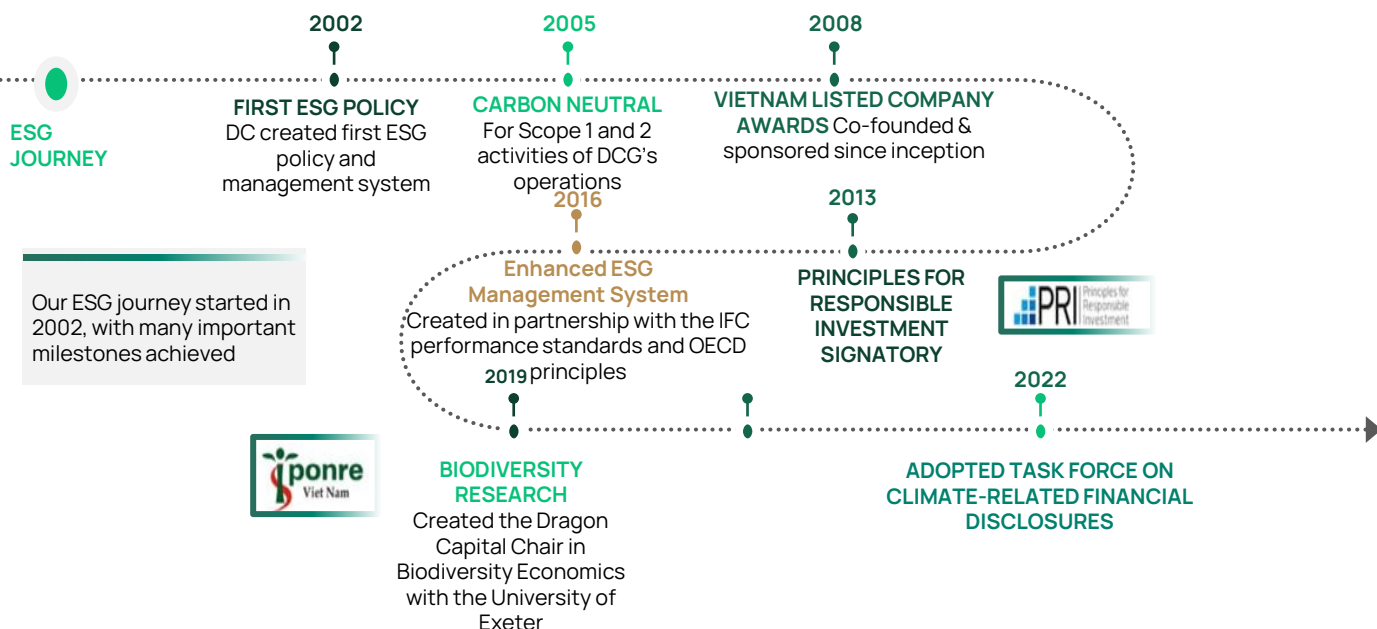 2002
2005
2008
ESG
JOURNEY
FIRST ESG POLICY
DC created first ESG
policy and
management system
CARBON NEUTRAL
For Scope 1 and 2
activities of DCG's
operations
VIETNAM LISTED COMPANY
AWARDS Co-founded &
sponsored since inception
2013
PRINCIPLES FOR
RESPONSIBLE
INVESTMENT
SIGNATORY
PRI
Principles for
Responsible
Investment
2016
Enhanced ESG
Management System
Created in partnership with the IFC
performance standards and OECD
principles
Our ESG journey started in
2002, with many important
milestones achieved
2019
BIODIVERSITY
RESEARCH
Created the Dragon
Capital Chair in
Biodiversity Economics
with the University of
Exeter
iponre
Viet Nam
2022
ADOPTED TASK FORCE ON
CLIMATE-RELATED FINANCIAL
DISCLOSURES